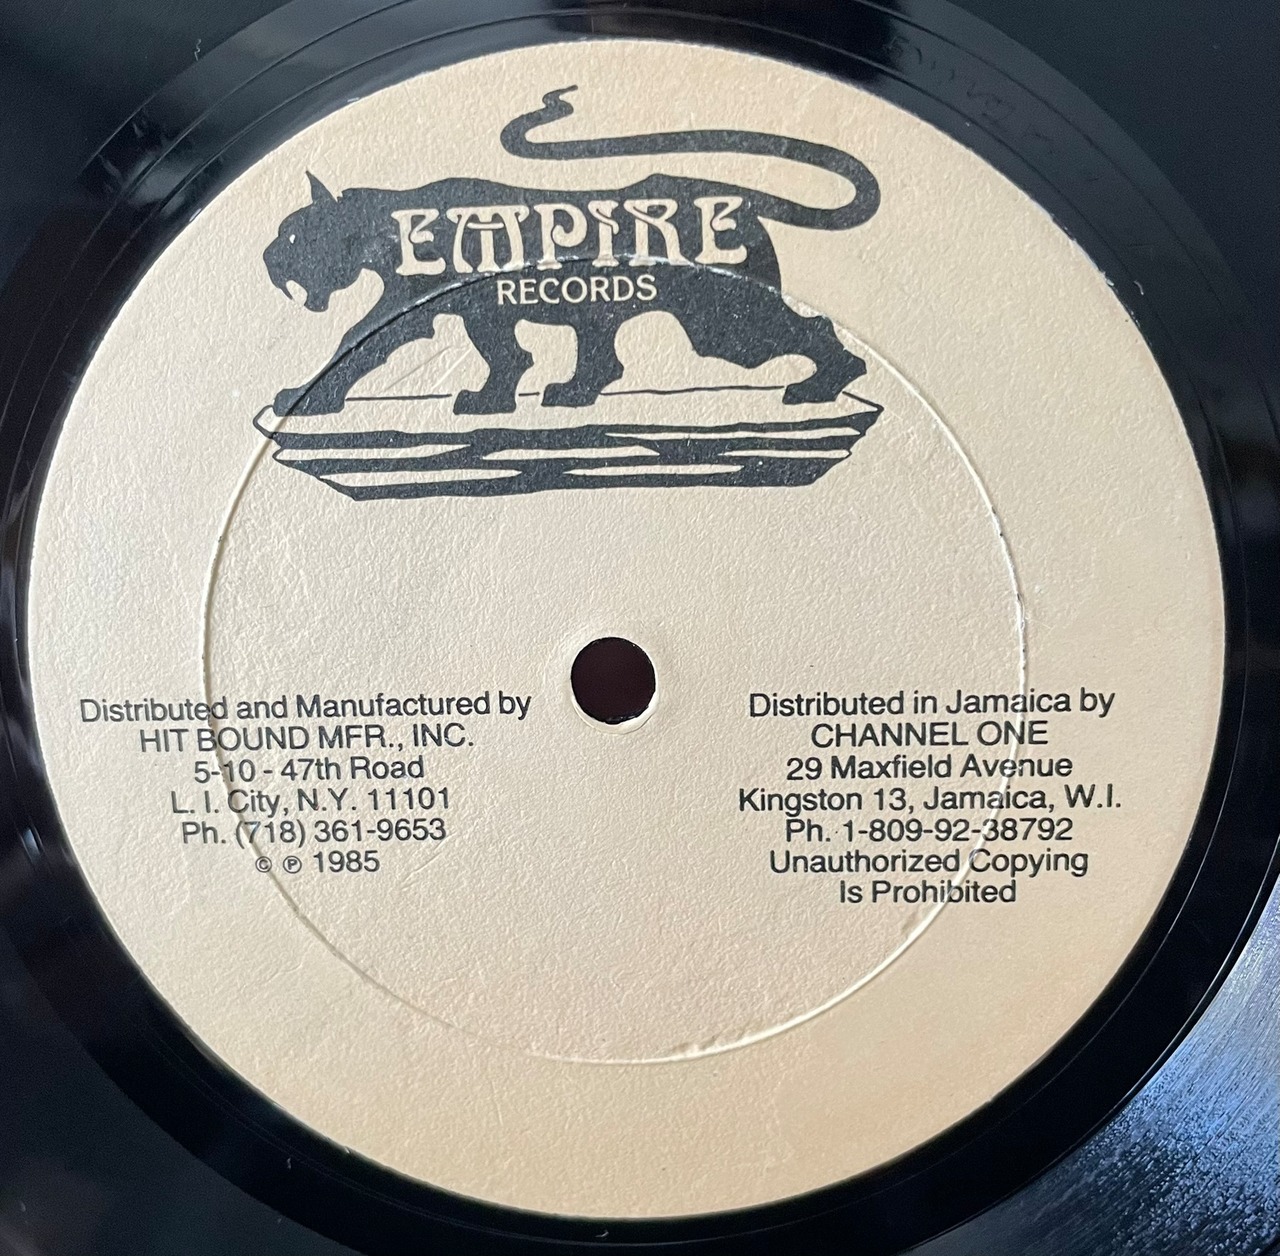 EMPIRE
RECORDS
Distributed and Manufactured by
HIT BOUND MFR., INC.
5-10 - 47th Road
L. I. City, N.Y. 11101
Ph. (718) 361-9653
© ℗ 1985
Distributed in Jamaica by
CHANNEL ONE
29 Maxfield Avenue
Kingston 13, Jamaica, W.I.
Ph. 1-809-92-38792
Unauthorized Copying
Is Prohibited